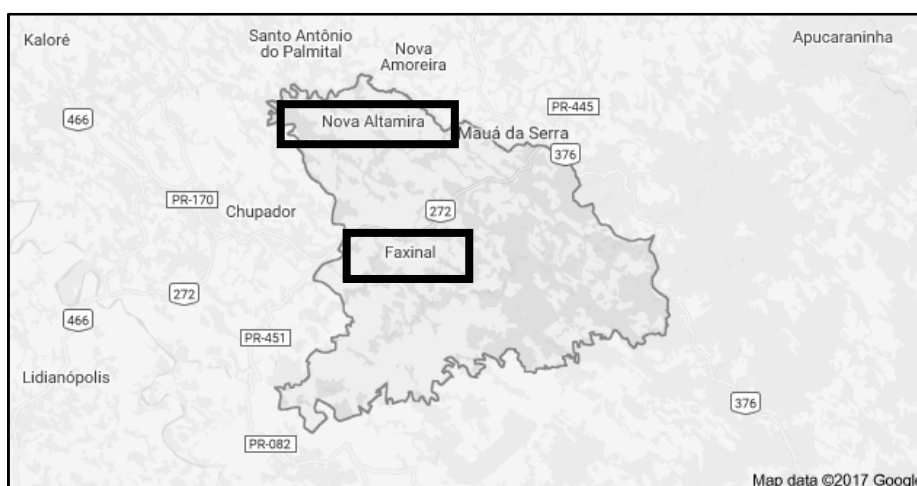 Kaloré
Santo Antônio
do Palmital
Nova
Amoreira
Apucaraninha
466
PR-445
Nova Altamira
Mauá da Serra
376
PR-170
Chupador
272
Faxinal
272
466
PR-451
Lidianópolis
376
PR-082
Map data ©2017 Google